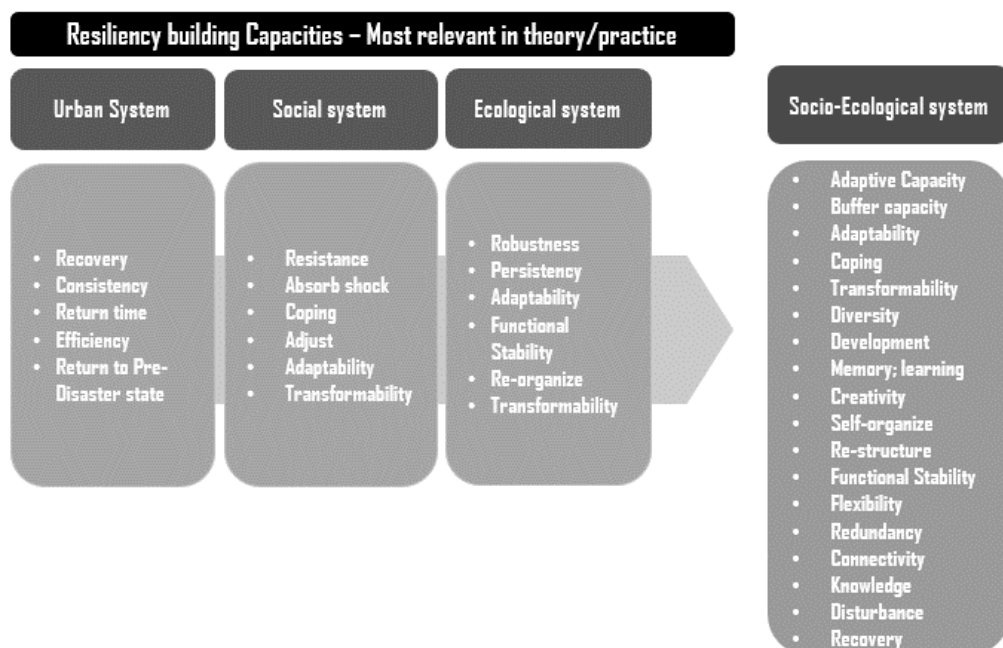 Resiliency building Capacities – Most relevant in theory/practice
Urban System
• Recovery
• Consistency
• Return time
• Efficiency
• Return to Pre-
Disaster state
Social system
• Resistance
• Absorb shock
• Coping
• Adjust
• Adaptability
• Transformability
Ecological system
• Robustness
• Persistency
• Adaptability
• Functional
Stability
• Re-organize
• Transformability
Socio-Ecological system
• Adaptive Capacity
• Buffer capacity
• Adaptability
• Coping
• Transformability
• Diversity
• Development
• Memory; learning
• Creativity
• Self-organize
• Re-structure
• Functional Stability
• Flexibility
• Redundancy
• Connectivity
• Knowledge
• Disturbance
• Recovery